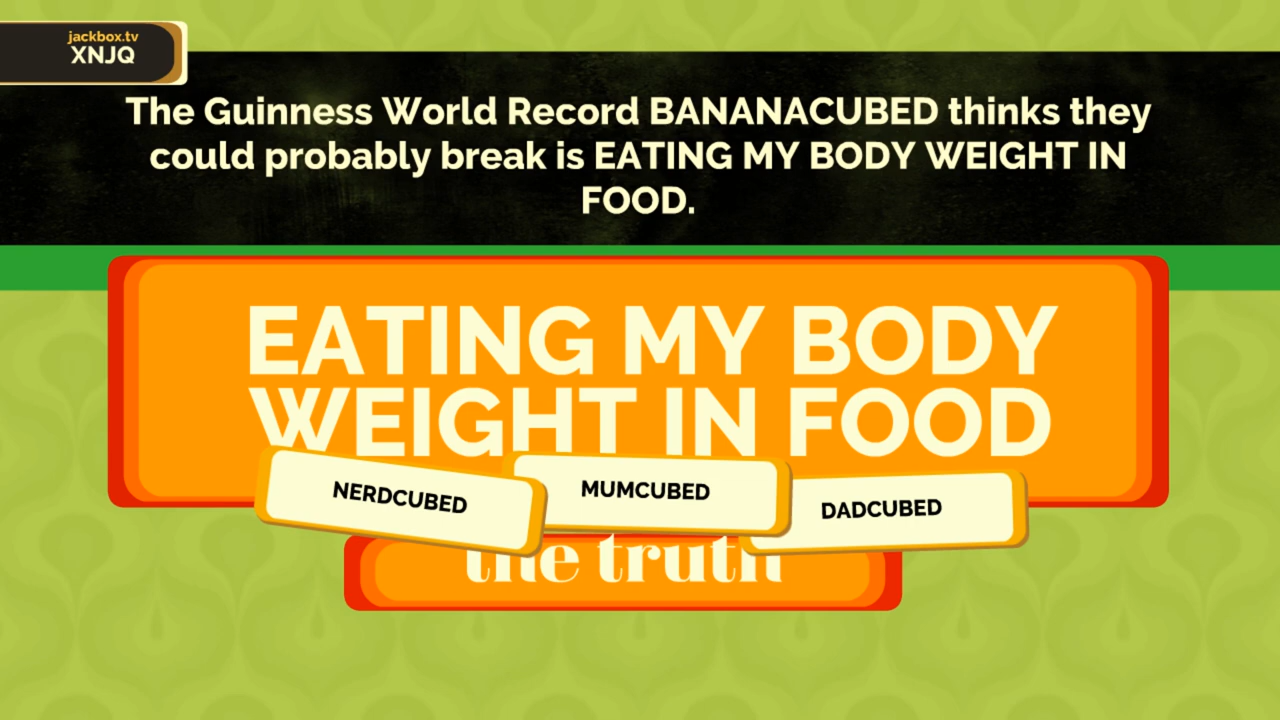 jackbox.tv
XNJQ
The Guinness World Record BANANACUBED thinks they
could probably break is EATING MY BODY WEIGHT IN
FOOD.
EATING MY BODY
WEIGHT IN FOOD
NERDCUBED
MUMCUBED
DADCUBED
the truth